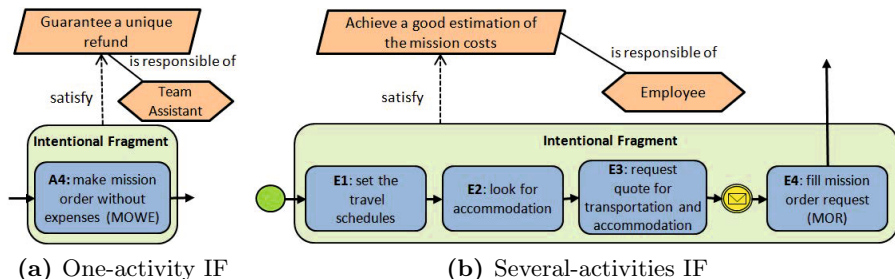 Guarantee a unique
refund
is responsible of
Team
Assistant
satisfy
Intentional Fragment
A4: make mission
order without
expenses (MOWE)
(a) One-activity IF
Achieve a good estimation of
the mission costs
is responsible of
Employee
satisfy
Intentional Fragment
E1: set the
travel
schedules
E2: look for
accommodation
E3: request
quote for
transportation and
accommodation
E4: fill mission
order request
(MOR)
(b) Several-activities IF